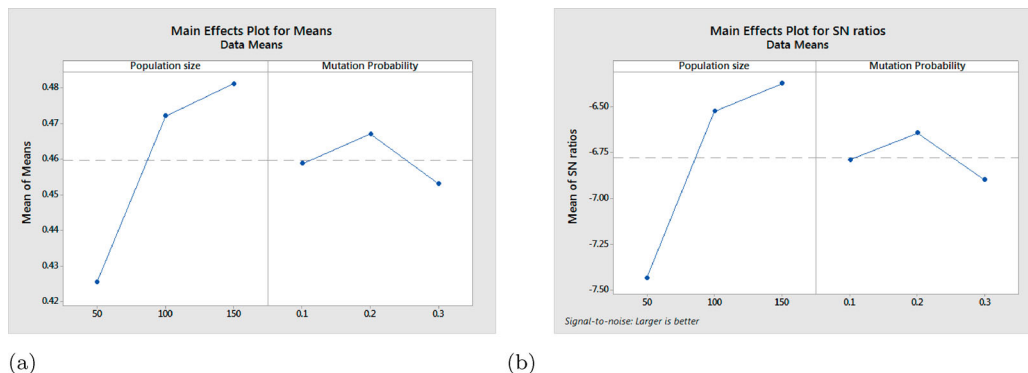 Main Effects Plot for Means
Data Means
Population size Mutation Probability
Mean of Means
0.48
0.47
0.46
0.45
0.44
0.43
0.42
50 100 150 0.1 0.2 0.3
(a)
Main Effects Plot for SN ratios
Data Means
Population size Mutation Probability
Mean of SN ratios
-6.50
-6.75
-7.00
-7.25
-7.50
50 100 150 0.1 0.2 0.3
Signal-to-noise: Larger is better
(b)